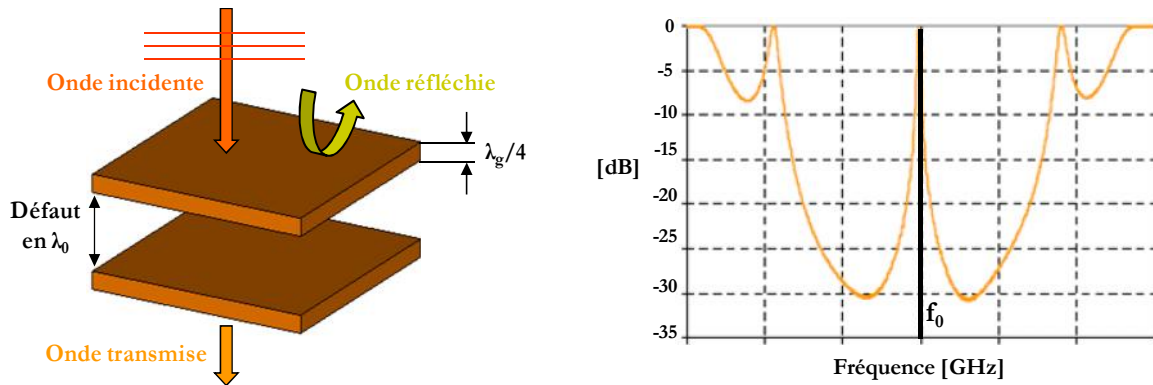 Onde incidente
Onde réfléchie
λg/4
Défaut
en λ0
Onde transmise
0
-5
-10
-15
[dB]
-20
-25
-30
-35
f0
Fréquence [GHz]